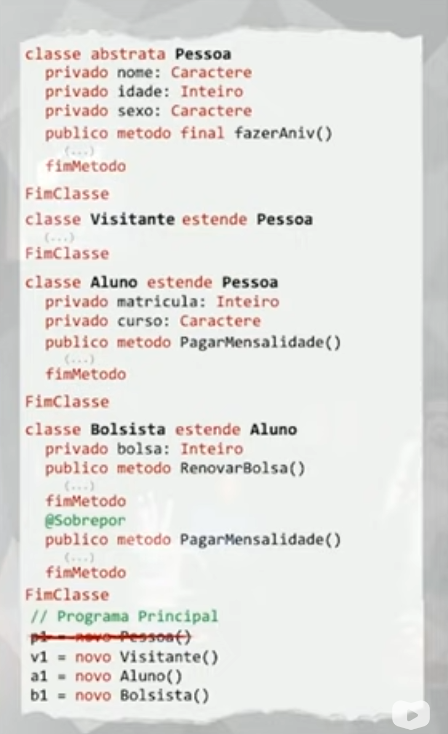 classe abstrata Pessoa
privado nome: Caractere
privado idade: Inteiro
privado sexo: Caractere
publico metodo final fazerAniv()
(...)
fimMetodo
FimClasse
classe Visitante estende Pessoa
(...)
FimClasse
classe Aluno estende Pessoa
privado matricula: Inteiro
privado curso: Caractere
publico metodo PagarMensalidade()
(...)
fimMetodo
FimClasse
classe Bolsista estende Aluno
privado bolsa: Inteiro
publico metodo RenovarBolsa()
(...)
fimMetodo
@Sobrepor
publico metodo PagarMensalidade()
(...)
fimMetodo
FimClasse
// Programa Principal
p1 = novo Pessoa()
v1 = novo Visitante()
a1 = novo Aluno()
b1 = novo Bolsista()